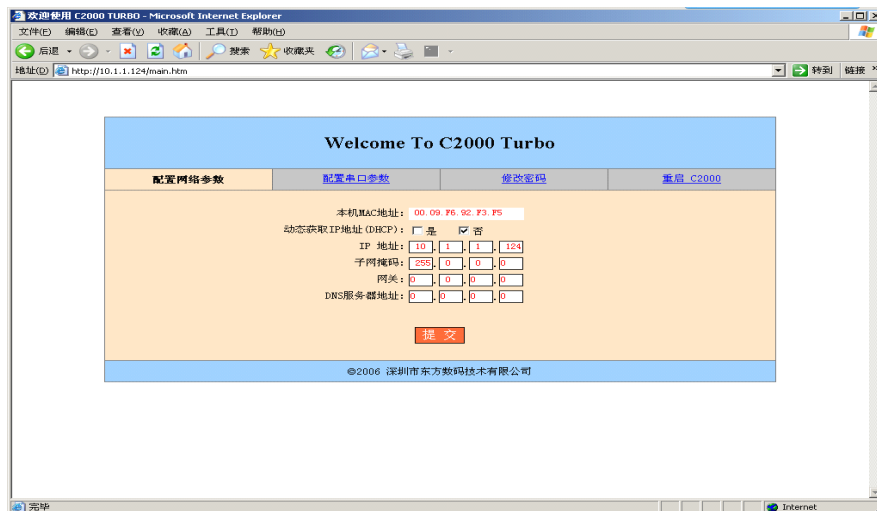 欢迎使用 C2000 TURBO - Microsoft Internet Explorer
文件(F) 编辑(E) 查看(V) 收藏(A) 工具(T) 帮助(H)
后退 搜索 收藏夹
地址(D) http://10.1.1.124/main.htm 转到 链接 »
Welcome To C2000 Turbo
配置网络参数 配置串口参数 修改密码 重启 C2000
本机MAC地址: 00.09.F6.92.F3.F5
动态获取IP地址(DHCP): 是 否
IP 地址: 10 . 1 . 1 . 124
子网掩码: 255 . 0 . 0 . 0
网关: 0 . 0 . 0 . 0
DNS服务器地址: 0 . 0 . 0 . 0
提 交
©2006 深圳市东方数码技术有限公司
完毕 Internet